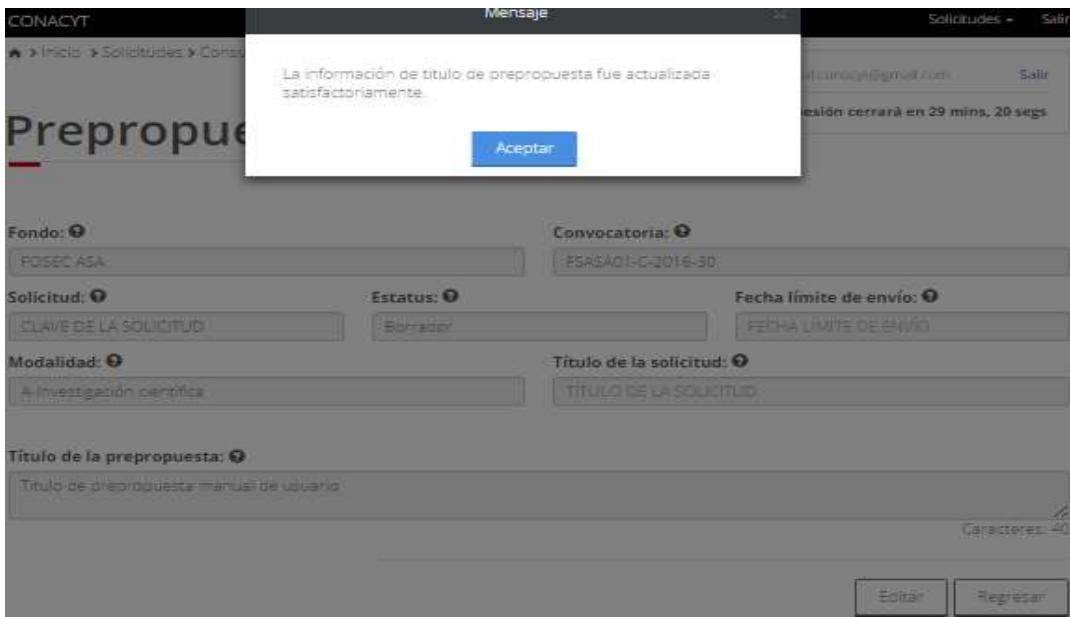 CONACYT
Mensaje
Solicitudes
Salir
> Inicio > Solicitudes >
La información de titulo de prepropuesta fue actualizada
satisfactoriamente.
Salir
esión cerrará en 29 mins, 20 segs
Prepropue
Aceptar
Fondo:
FOSEC ASA
Convocatoria:
FSASA01-C-2016-30
Solicitud:
CLAVE DE LA SOLICITUD
Estatus:
Borrador
Fecha límite de envío:
FECHA LÍMITE DE ENVÍO
Modalidad:
A-Investigación científica
Título de la solicitud:
TÍTULO DE LA SOLICITUD
Título de la prepropuesta:
Titulo de prepropuesta manual de usuario
Caracteres: 40
Editar
Regresar